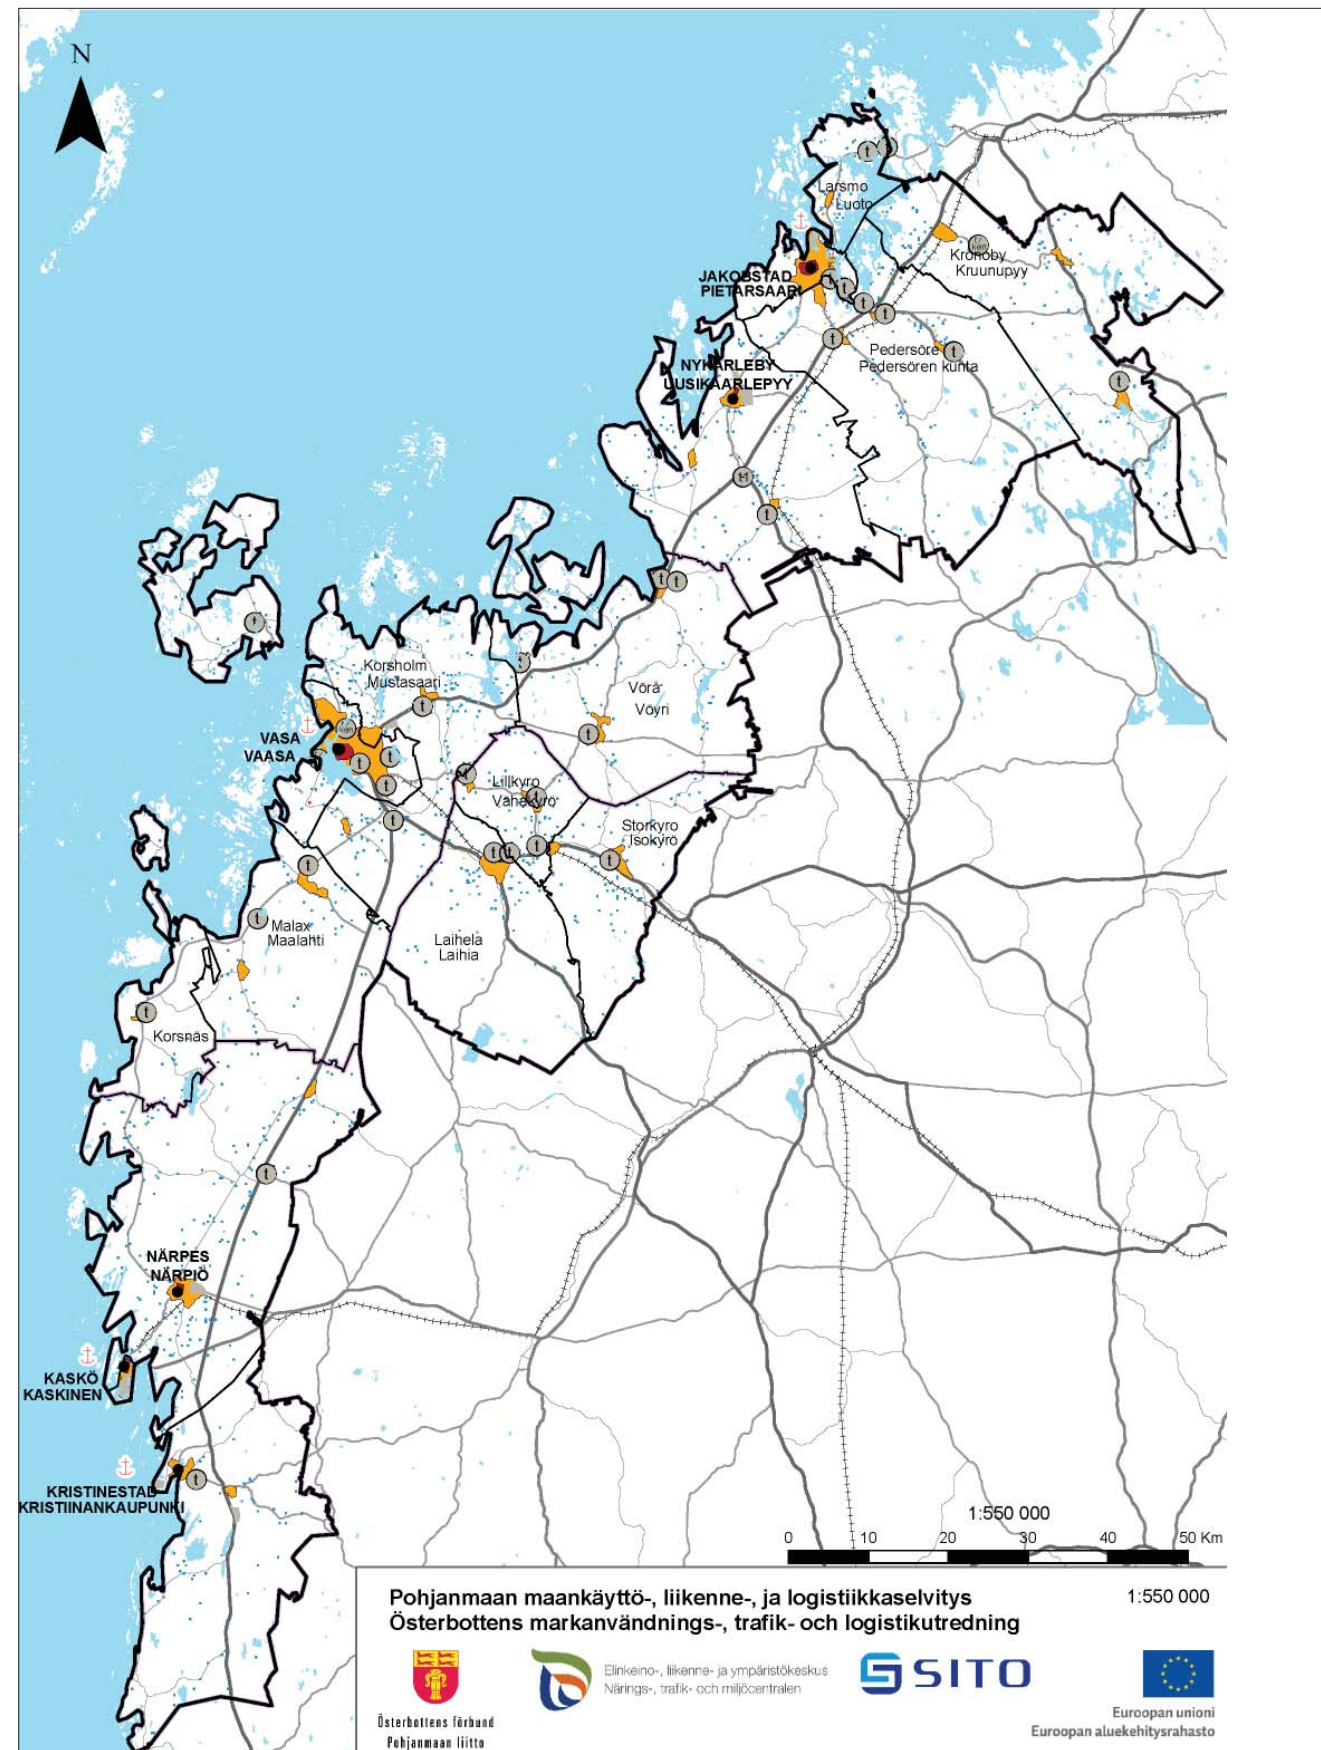 N
Larsmo
Luoto
Kronoby
Kruunupyy
JAKOBSTAD
PIETARSAARI
Pedersöre
Pedersören kunta
NYKARLEBY
UUSIKAARLEPYY
Korsholm
Mustasaari
Vörå
Vöyri
VASA
VAASA
Lillkyro
Vähäkyrö
Storkyro
Isokyrö
Malax
Maalahti
Laihela
Laihia
Korsnäs
NÄRPES
NÄRPIÖ
KASKÖ
KASKINEN
KRISTINESTAD
KRISTIINANKAUPUNKI
1:550 000
0 10 20 30 40 50 Km
Pohjanmaan maankäyttö-, liikenne-, ja logistiikkaselvitys
1:550 000
Österbottens markanvändnings-, trafik- och logistikutredning
Elinkeino-, liikenne- ja ympäristökeskus
Närings-, trafik- och miljöcentralen
SITO
Österbottens förbund
Pohjanmaan liitto
Euroopan unioni
Euroopan aluekehitysrahasto